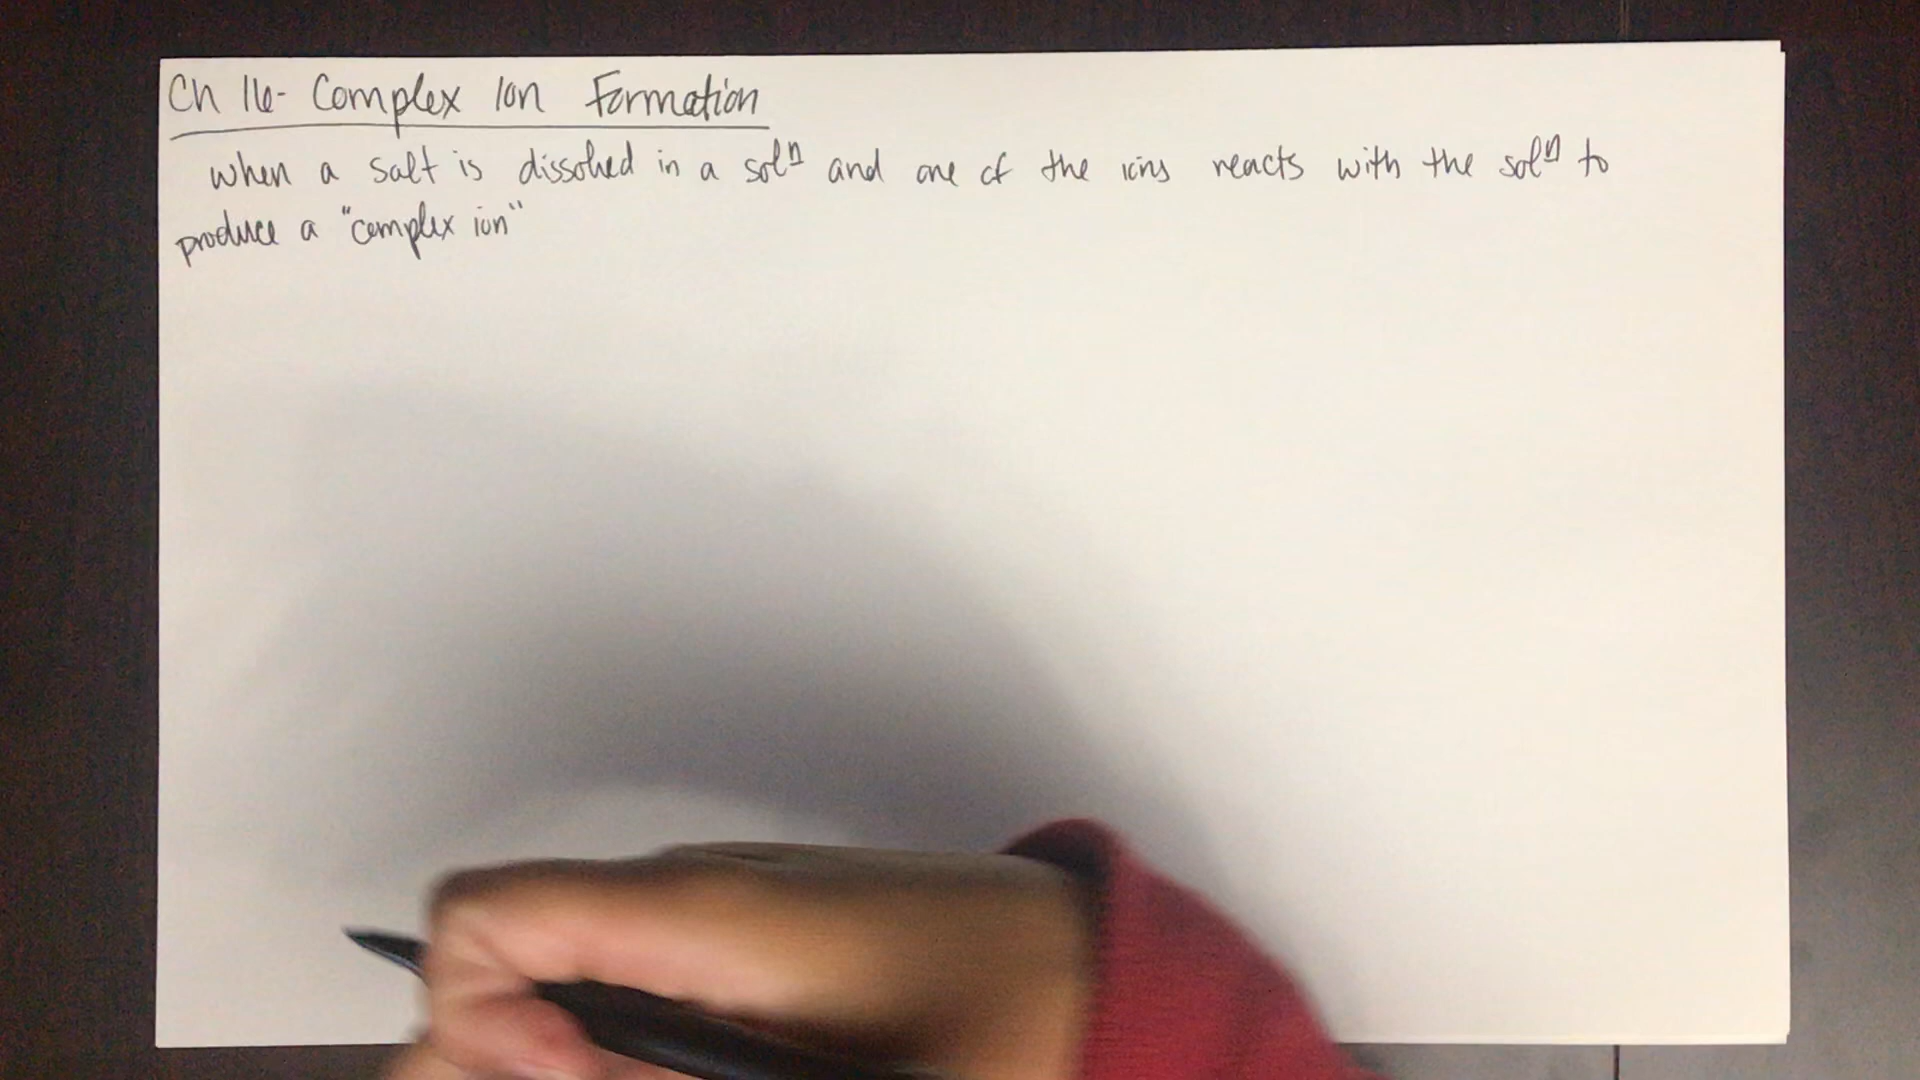 Ch 16- Complex Ion Formation
when a salt is dissolved in a solⁿ and one of the ions reacts with the solⁿ to
produce a "complex ion"